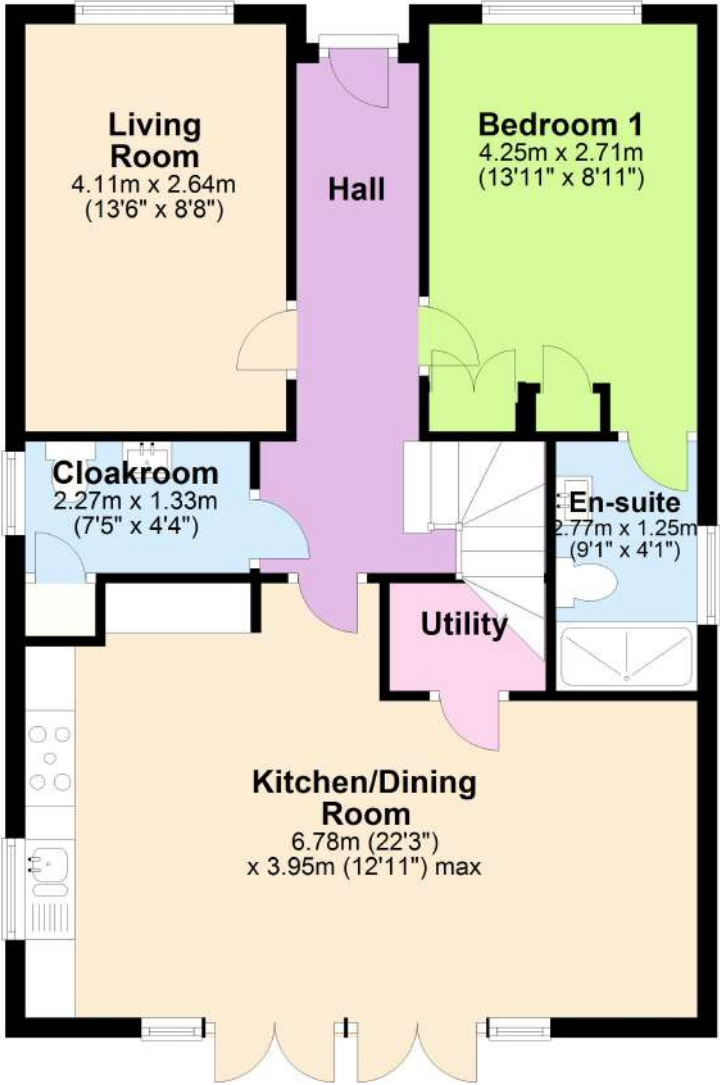 Living
Room
4.11m x 2.64m
(13'6" x 8'8")
Hall
Bedroom 1
4.25m x 2.71m
(13'11" x 8'11")
Cloakroom
2.27m x 1.33m
(7'5" x 4'4")
En-suite
2.77m x 1.25m
(9'1" x 4'1")
Utility
Kitchen/Dining
Room
6.78m (22'3")
x 3.95m (12'11") max